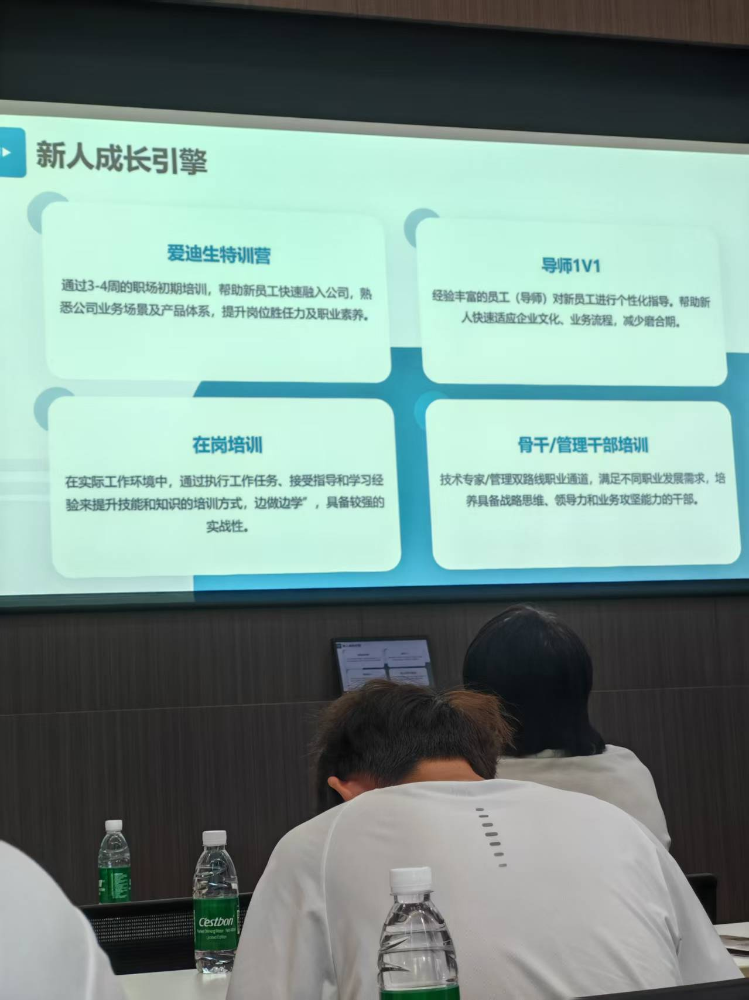 新人成长引擎
爱迪生特训营
通过3-4周的职场初期培训，帮助新员工快速融入公司，熟
悉公司业务场景及产品体系，提升岗位胜任力及职业素养。
导师1V1
经验丰富的员工（导师）对新员工进行个性化指导。帮助新
人快速适应企业文化、业务流程，减少磨合期。
在岗培训
在实际工作环境中，通过执行工作任务、接受指导和学习经
验来提升技能和知识的培训方式，边做边学”，具备较强的
实战性。
骨干/管理干部培训
技术专家/管理双路线职业通道，满足不同职业发展需求，培
养具备战略思维、领导力和业务攻坚能力的干部。
C'estbon
Limited Edition